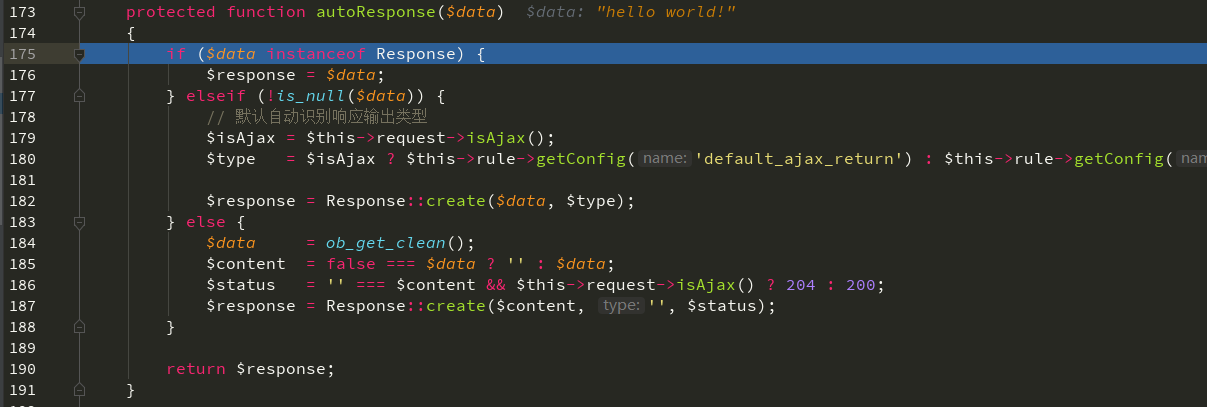 173 protected function autoResponse($data)  $data: "hello world!"
174 {
175     if ($data instanceof Response) {
176         $response = $data;
177     } elseif (!is_null($data)) {
178         // 默认自动识别响应输出类型
179         $isAjax = $this->request->isAjax();
180         $type   = $isAjax ? $this->rule->getConfig( name: 'default_ajax_return') : $this->rule->getConfig(
181
182         $response = Response::create($data, $type);
183     } else {
184         $data     = ob_get_clean();
185         $content  = false === $data ? '' : $data;
186         $status   = '' === $content && $this->request->isAjax() ? 204 : 200;
187         $response = Response::create($content,  type: '', $status);
188     }
189
190     return $response;
191 }